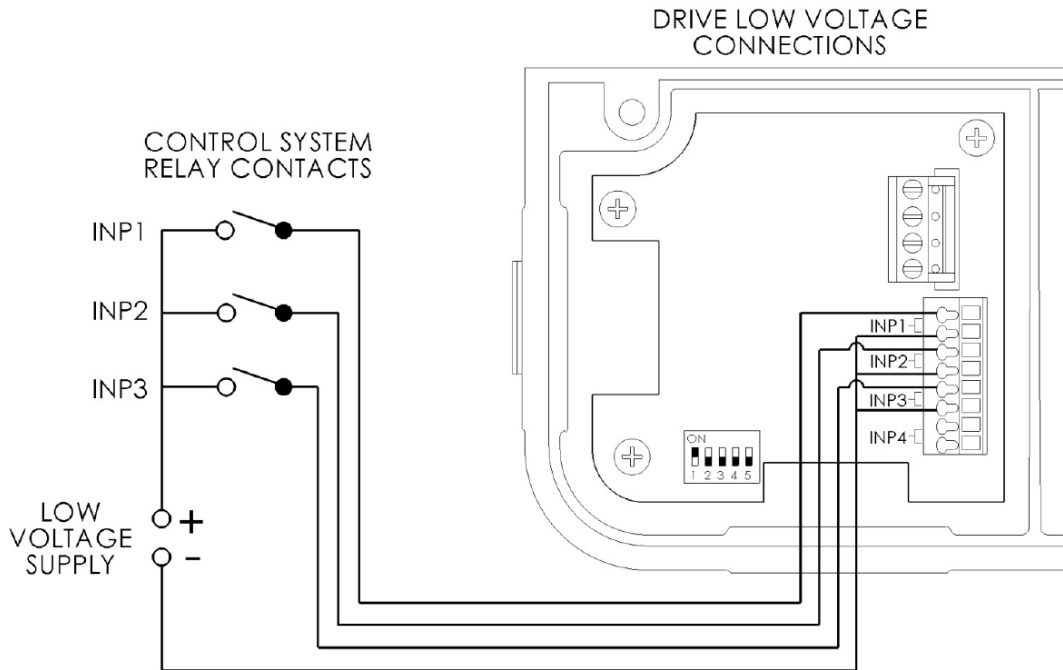 DRIVE LOW VOLTAGE
CONNECTIONS
CONTROL SYSTEM
RELAY CONTACTS
INP1
INP2
INP3
LOW
VOLTAGE
SUPPLY
+
-
INP1
INP2
INP3
INP4
ON
1 2 3 4 5